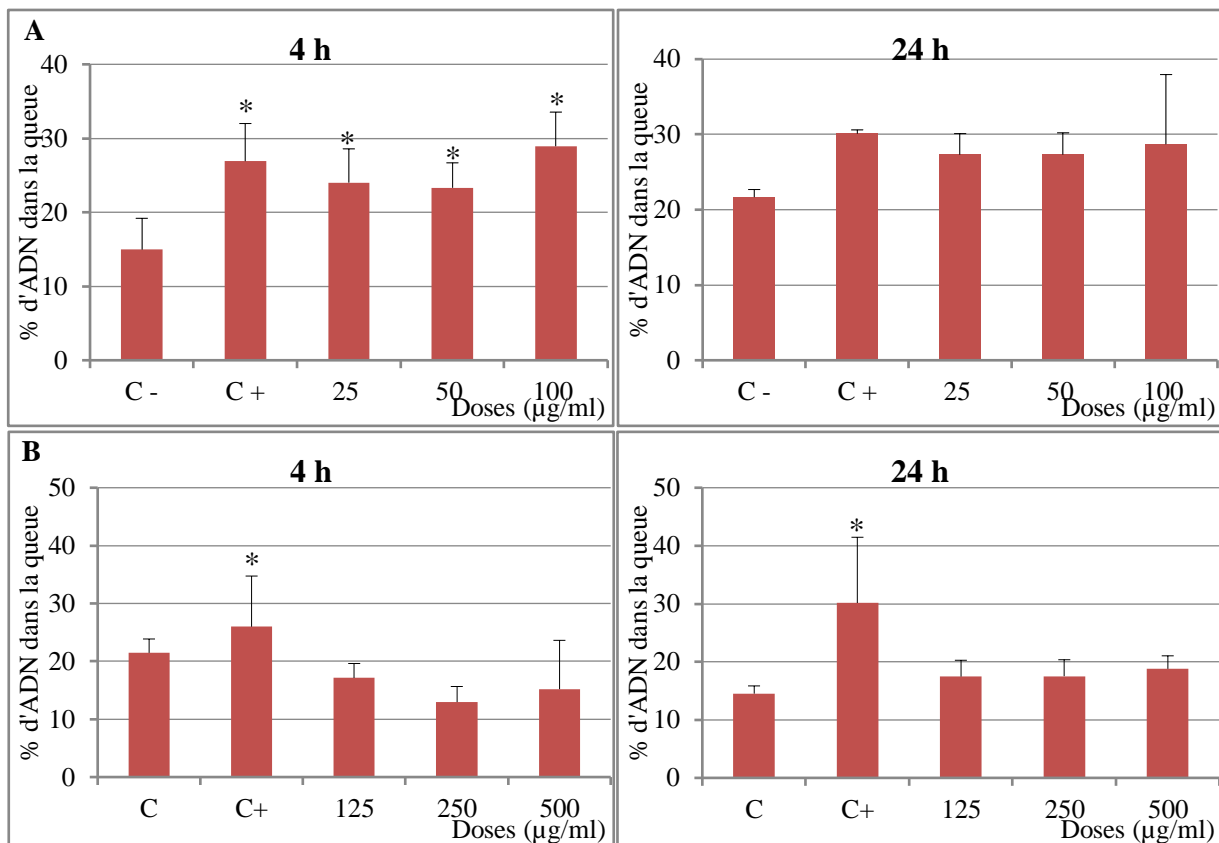 A
4 h
% d'ADN dans la queue
40
30
20
10
0
* * * *
C - C + 25 50 100
Doses (µg/ml)
24 h
% d'ADN dans la queue
40
30
20
10
0
C - C + 25 50 100
Doses (µg/ml)
B
4 h
% d'ADN dans la queue
50
40
30
20
10
0
*
C C+ 125 250 500
Doses (µg/ml)
24 h
% d'ADN dans la queue
50
40
30
20
10
0
*
C C+ 125 250 500
Doses (µg/ml)